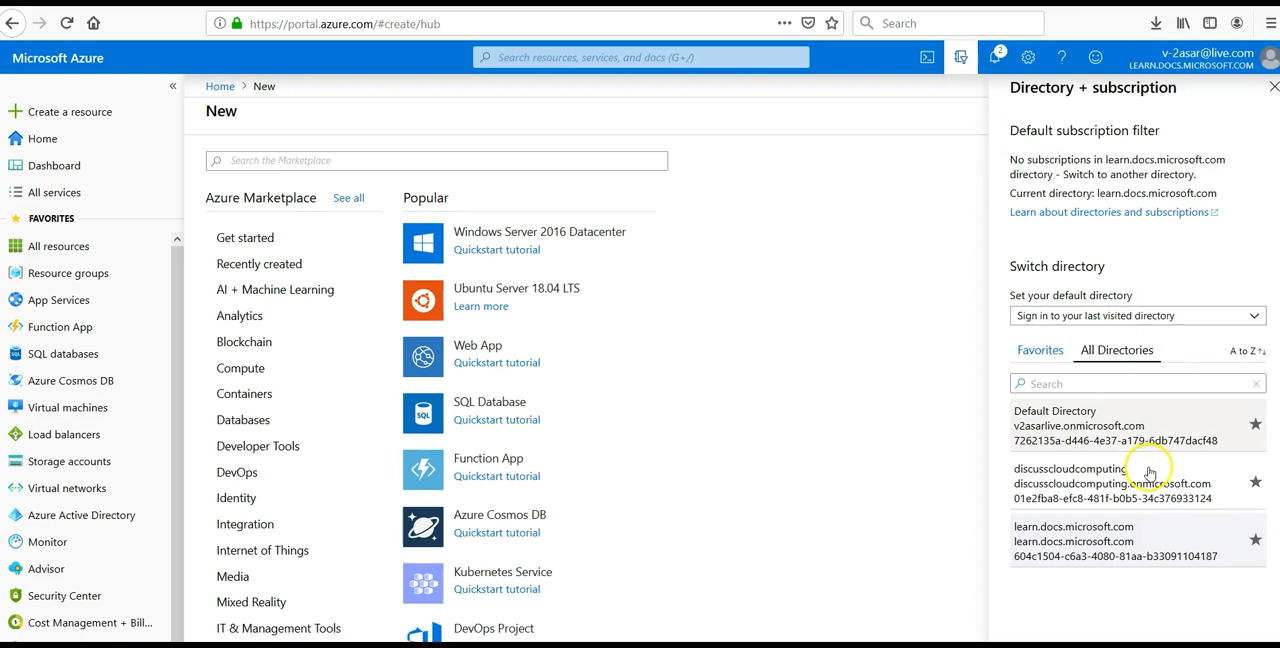 https://portal.azure.com/#create/hub
Search
Microsoft Azure
Search resources, services, and docs (G+/)
2
v-2asar@live.com
LEARN.DOCS.MICROSOFT.COM
Create a resource
Home
Dashboard
All services
FAVORITES
All resources
Resource groups
App Services
Function App
SQL databases
Azure Cosmos DB
Virtual machines
Load balancers
Storage accounts
Virtual networks
Azure Active Directory
Monitor
Advisor
Security Center
Cost Management + Bill...
Home > New
New
Search the Marketplace
Azure Marketplace
See all
Get started
Recently created
AI + Machine Learning
Analytics
Blockchain
Compute
Containers
Databases
Developer Tools
DevOps
Identity
Integration
Internet of Things
Media
Mixed Reality
IT & Management Tools
Popular
Windows Server 2016 Datacenter
Quickstart tutorial
Ubuntu Server 18.04 LTS
Learn more
Web App
Quickstart tutorial
SQL Database
Quickstart tutorial
Function App
Quickstart tutorial
Azure Cosmos DB
Quickstart tutorial
Kubernetes Service
Quickstart tutorial
DevOps Project
Directory + subscription
Default subscription filter
No subscriptions in learn.docs.microsoft.com
directory - Switch to another directory.
Current directory: learn.docs.microsoft.com
Learn about directories and subscriptions
Switch directory
Set your default directory
Sign in to your last visited directory
Favorites
All Directories
A to Z
Search
Default Directory
v2asarlive.onmicrosoft.com
7262135a-d446-4e37-a179-6db747dacf48
discusscloudcomputing
discusscloudcomputing.onmicrosoft.com
01e2fba8-efc8-481f-b0b5-34c376933124
learn.docs.microsoft.com
learn.docs.microsoft.com
604c1504-c6a3-4080-81aa-b33091104187